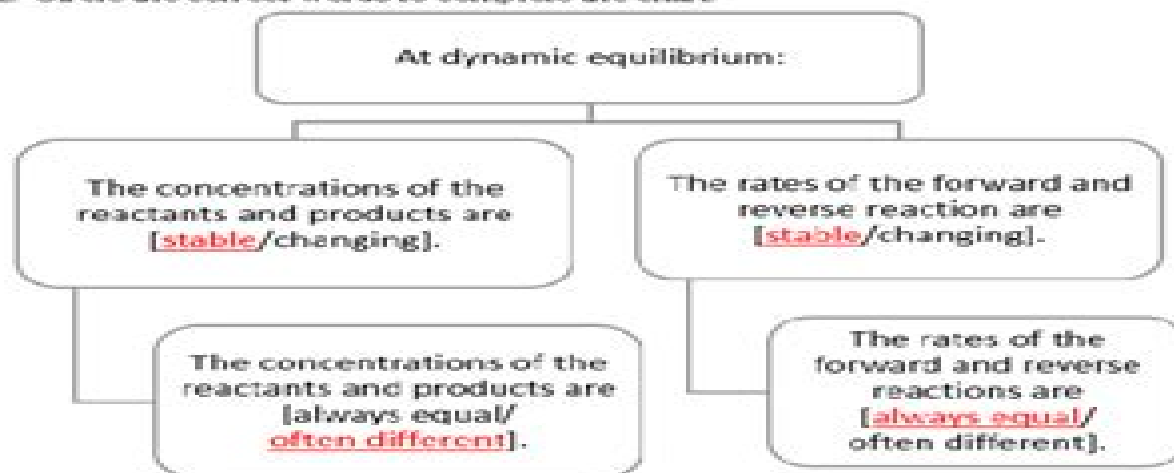 At dynamic equilibrium:
The concentrations of the
reactants and products are
[stable/changing].
The rates of the forward and
reverse reaction are
[stable/changing].
The concentrations of the
reactants and products are
[always equal/
often different].
The rates of the
forward and reverse
reactions are
[always equal/
often different].